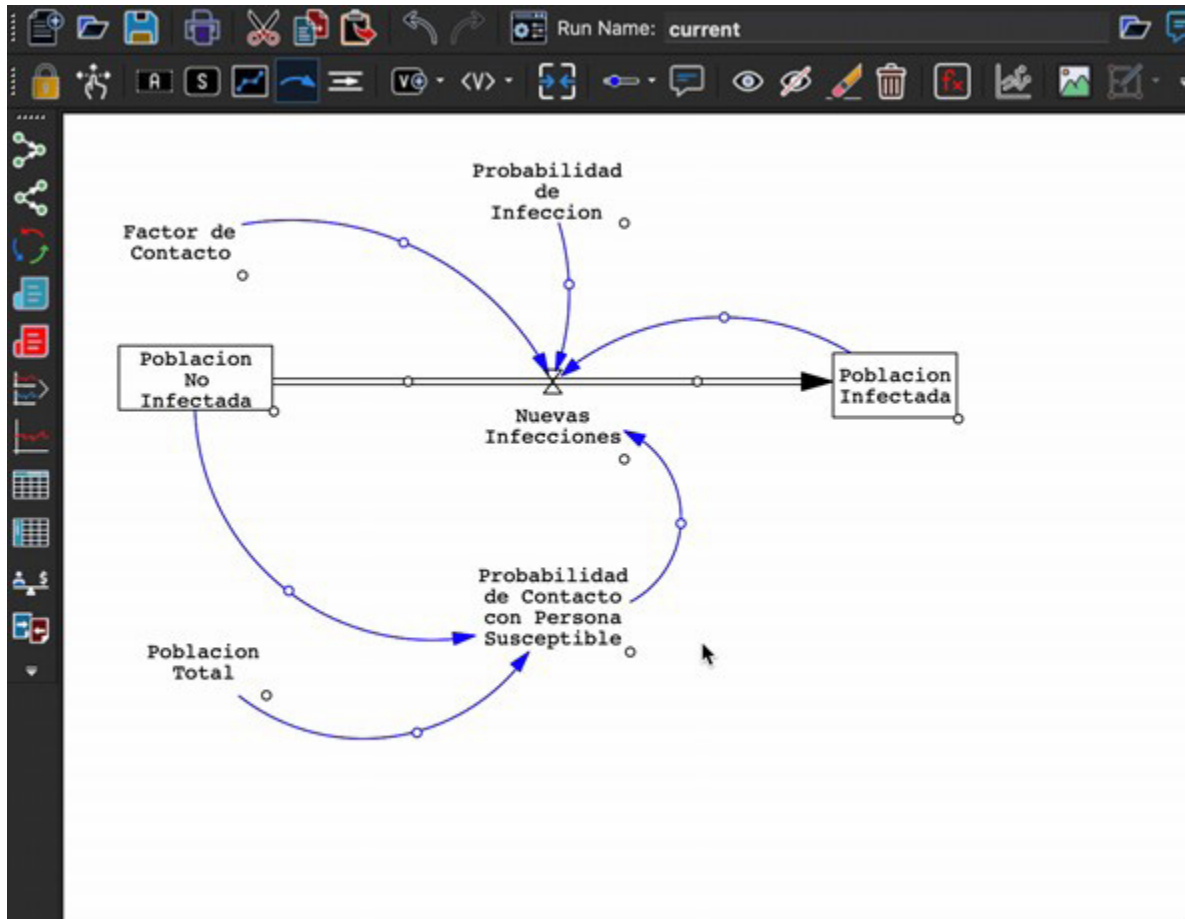 Run Name: current
A
S
V
<V>
fx
Probabilidad
de
Infeccion
Factor de
Contacto
Poblacion
No
Infectada
Poblacion
Infectada
Nuevas
Infecciones
Probabilidad
de Contacto
con Persona
Susceptible
Poblacion
Total
$